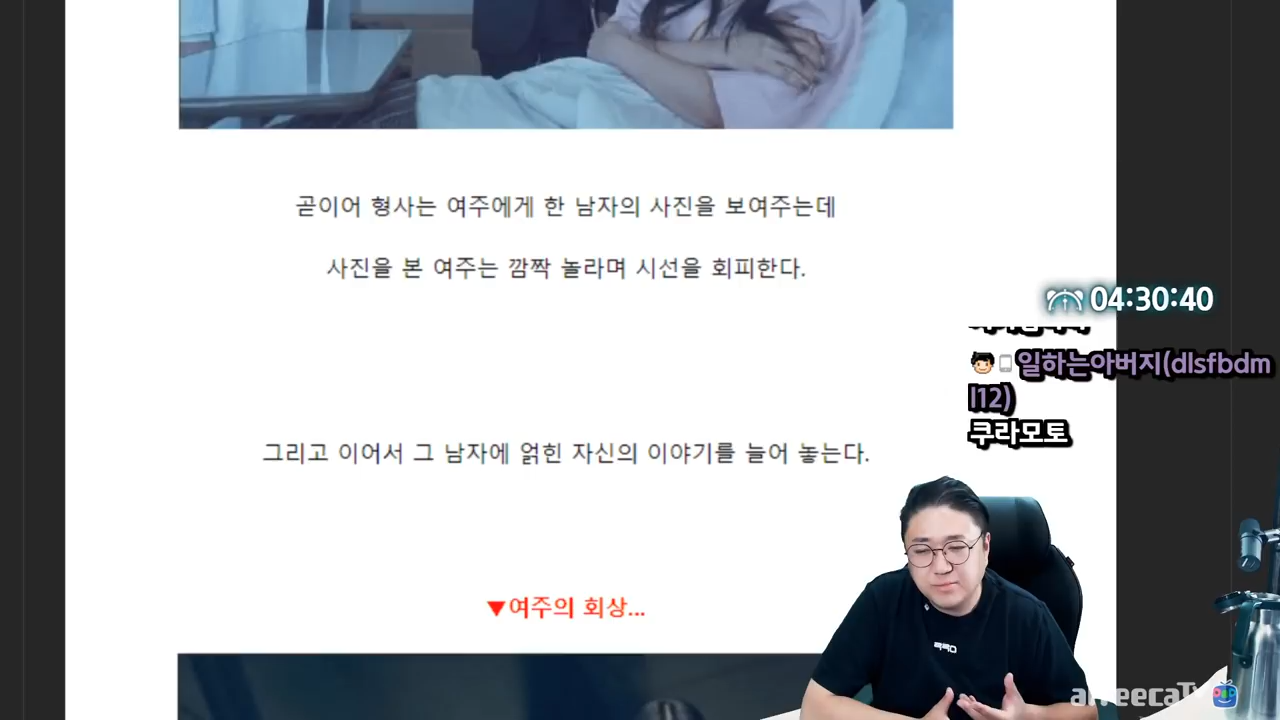 곧이어 형사는 여주에게 한 남자의 사진을 보여주는데
사진을 본 여주는 깜짝 놀라며 시선을 회피한다.
04:30:40
일하는아버지(dlsfbdm
l12)
쿠라모토
그리고 이어서 그 남자에 얽힌 자신의 이야기를 늘어 놓는다.
▼여주의 회상...
afreecaTV